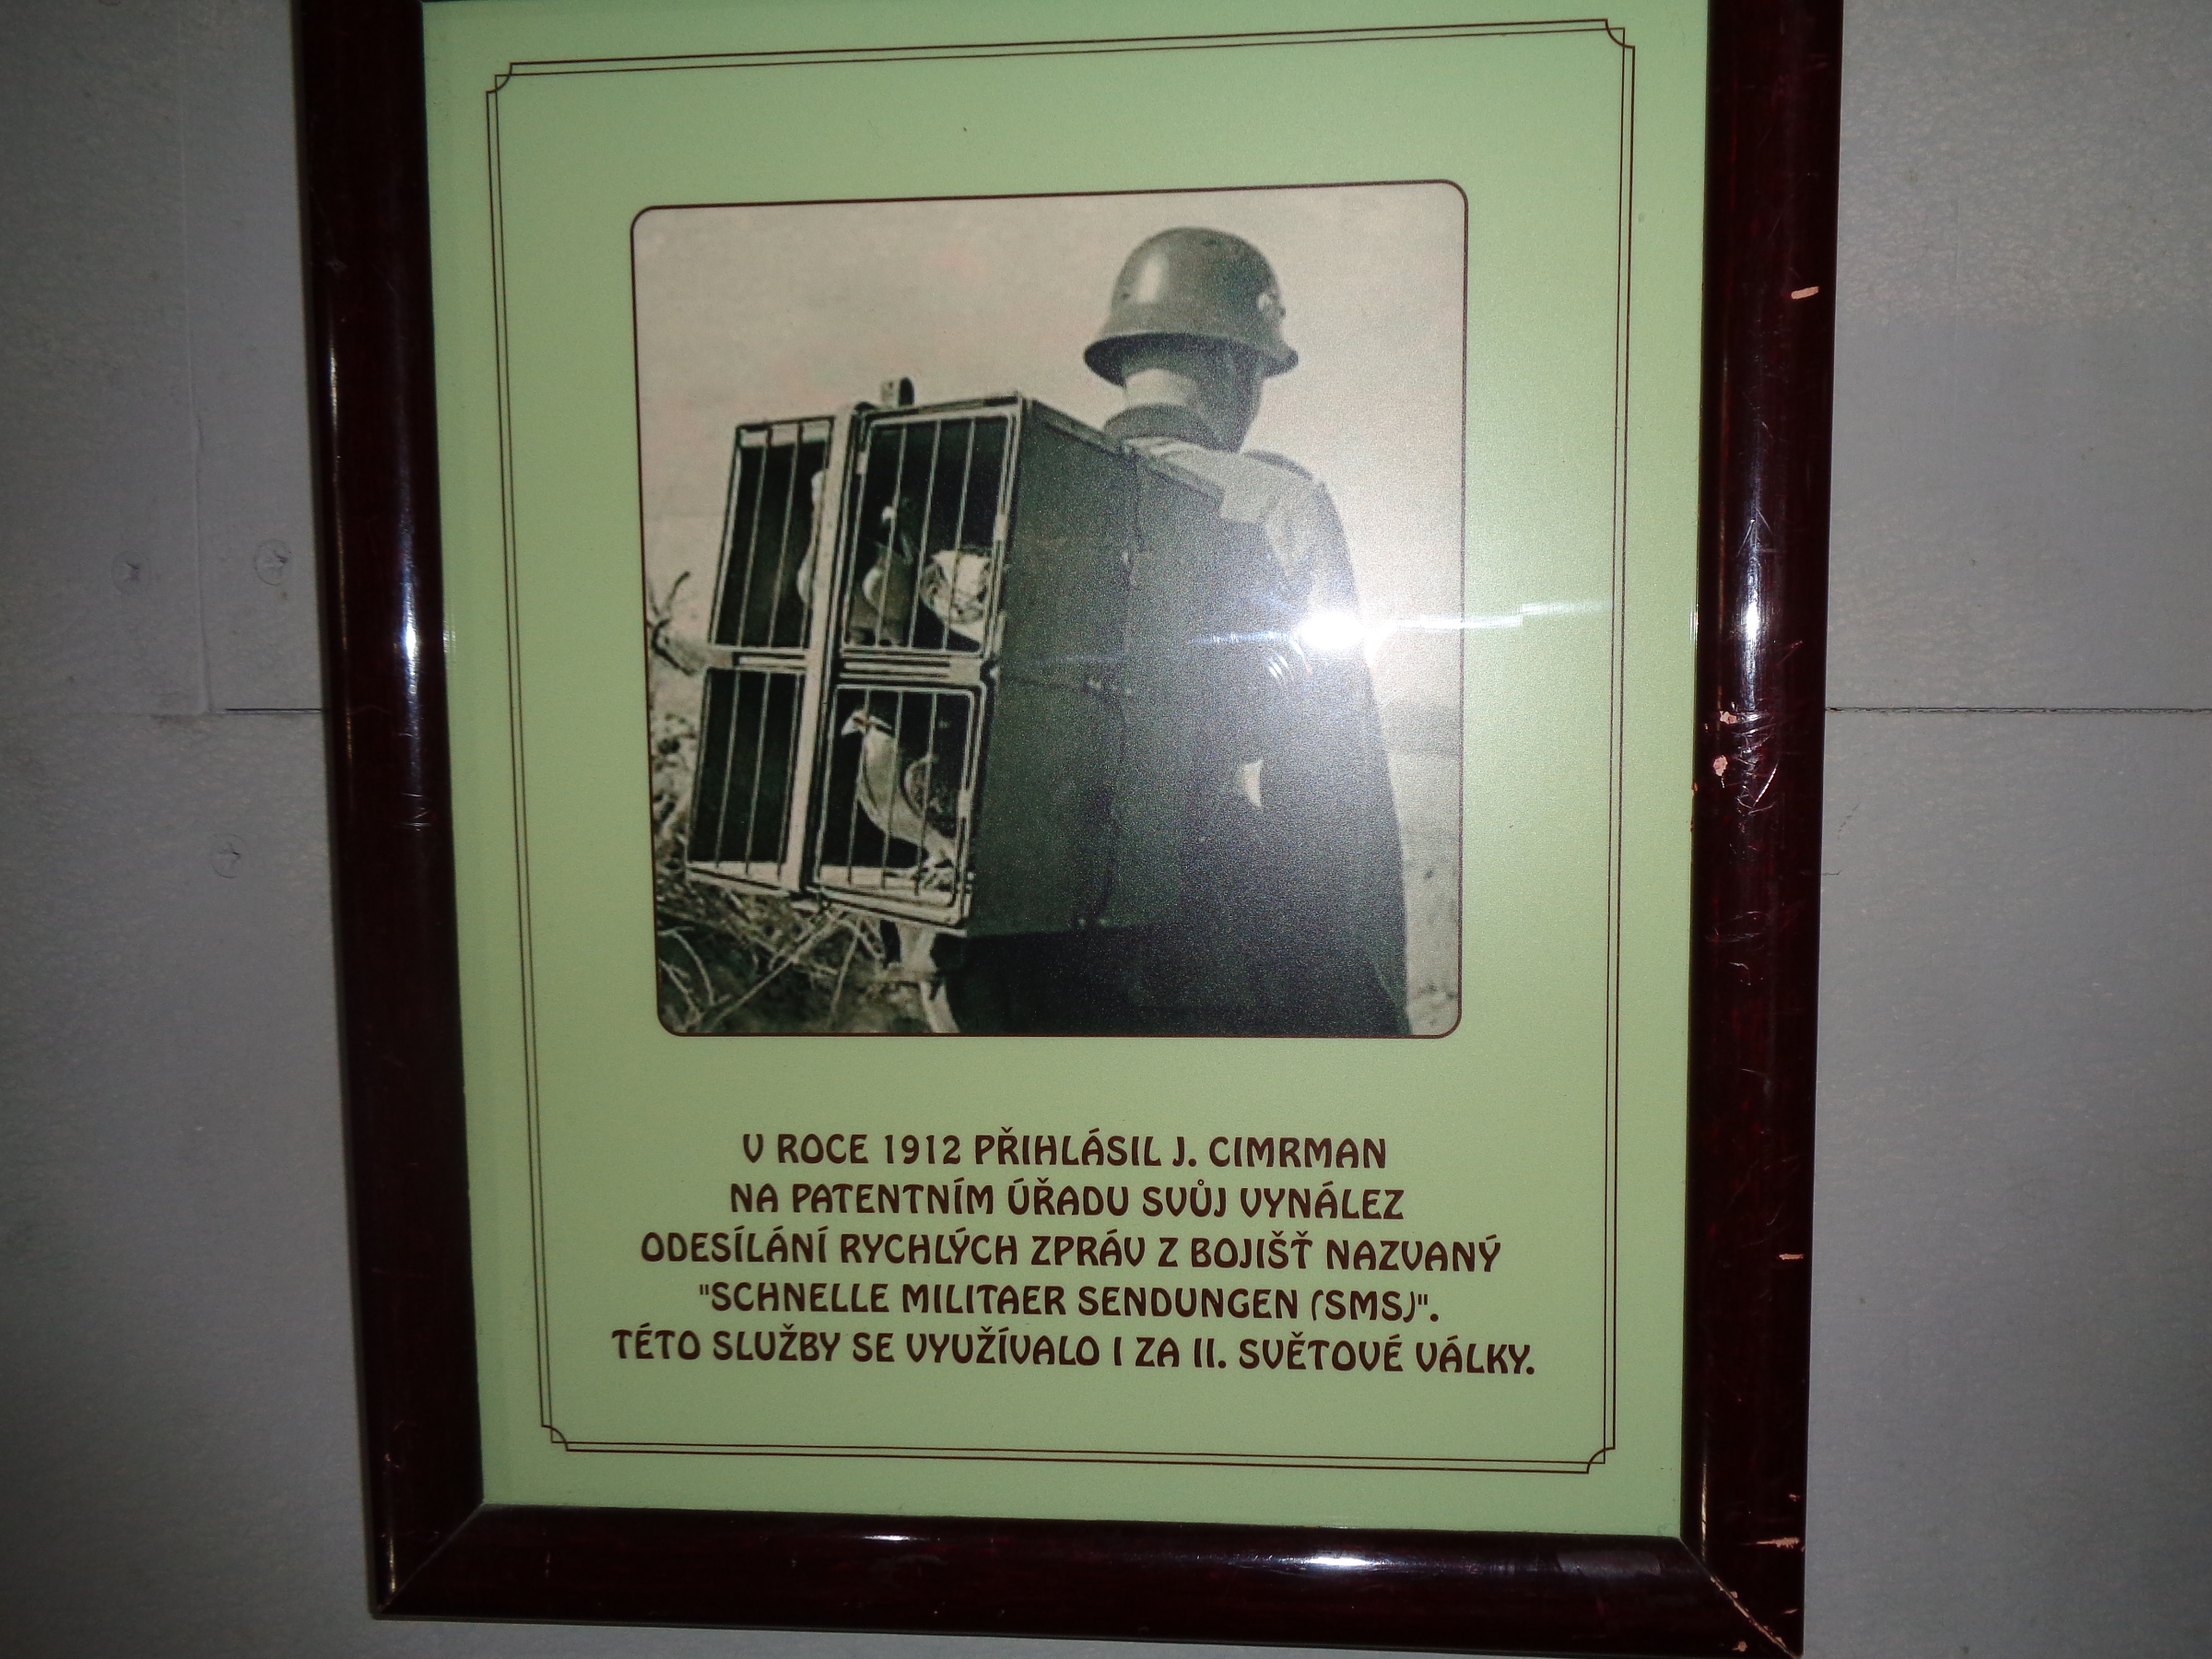 V ROCE 1912 PŘIHLÁSIL J. CIMRMAN
NA PATENTNÍM ÚŘADU SVŮJ VYNÁLEZ
ODESÍLÁNÍ RYCHLÝCH ZPRÁV Z BOJIŠŤ NAZVANÝ
"SCHNELLE MILITAER SENDUNGEN (SMS)".
TÉTO SLUŽBY SE VYUŽÍVALO I ZA II. SVĚTOVÉ VÁLKY.